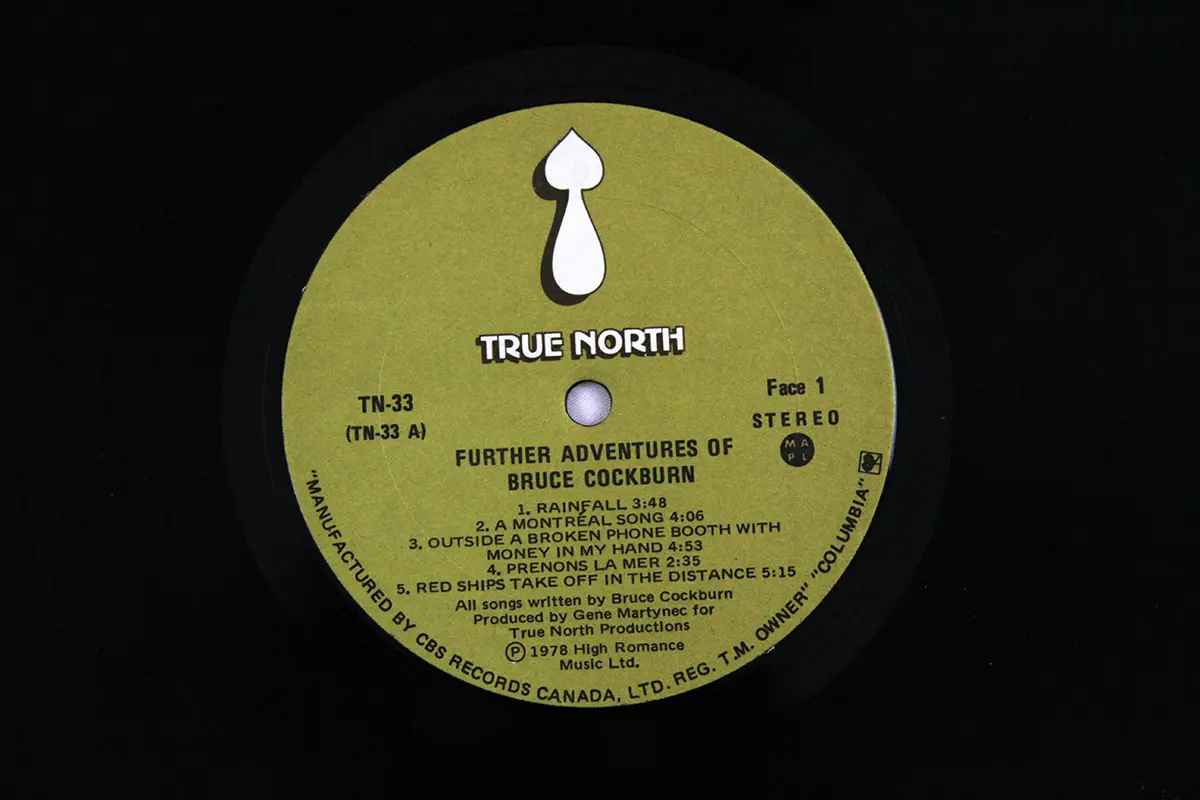 TRUE NORTH
TN-33
(TN-33 A)
Face 1
STEREO
MA
PL
FURTHER ADVENTURES OF
BRUCE COCKBURN
1. RAINFALL 3:48
2. A MONTRÉAL SONG 4:06
3. OUTSIDE A BROKEN PHONE BOOTH WITH
MONEY IN MY HAND 4:53
4. PRENONS LA MER 2:35
5. RED SHIPS TAKE OFF IN THE DISTANCE 5:15
All songs written by Bruce Cockburn
Produced by Gene Martynec for
True North Productions
Ⓟ 1978 High Romance
Music Ltd.
"MANUFACTURED BY CBS RECORDS CANADA, LTD. REG. T.M. OWNER" "COLUMBIA"